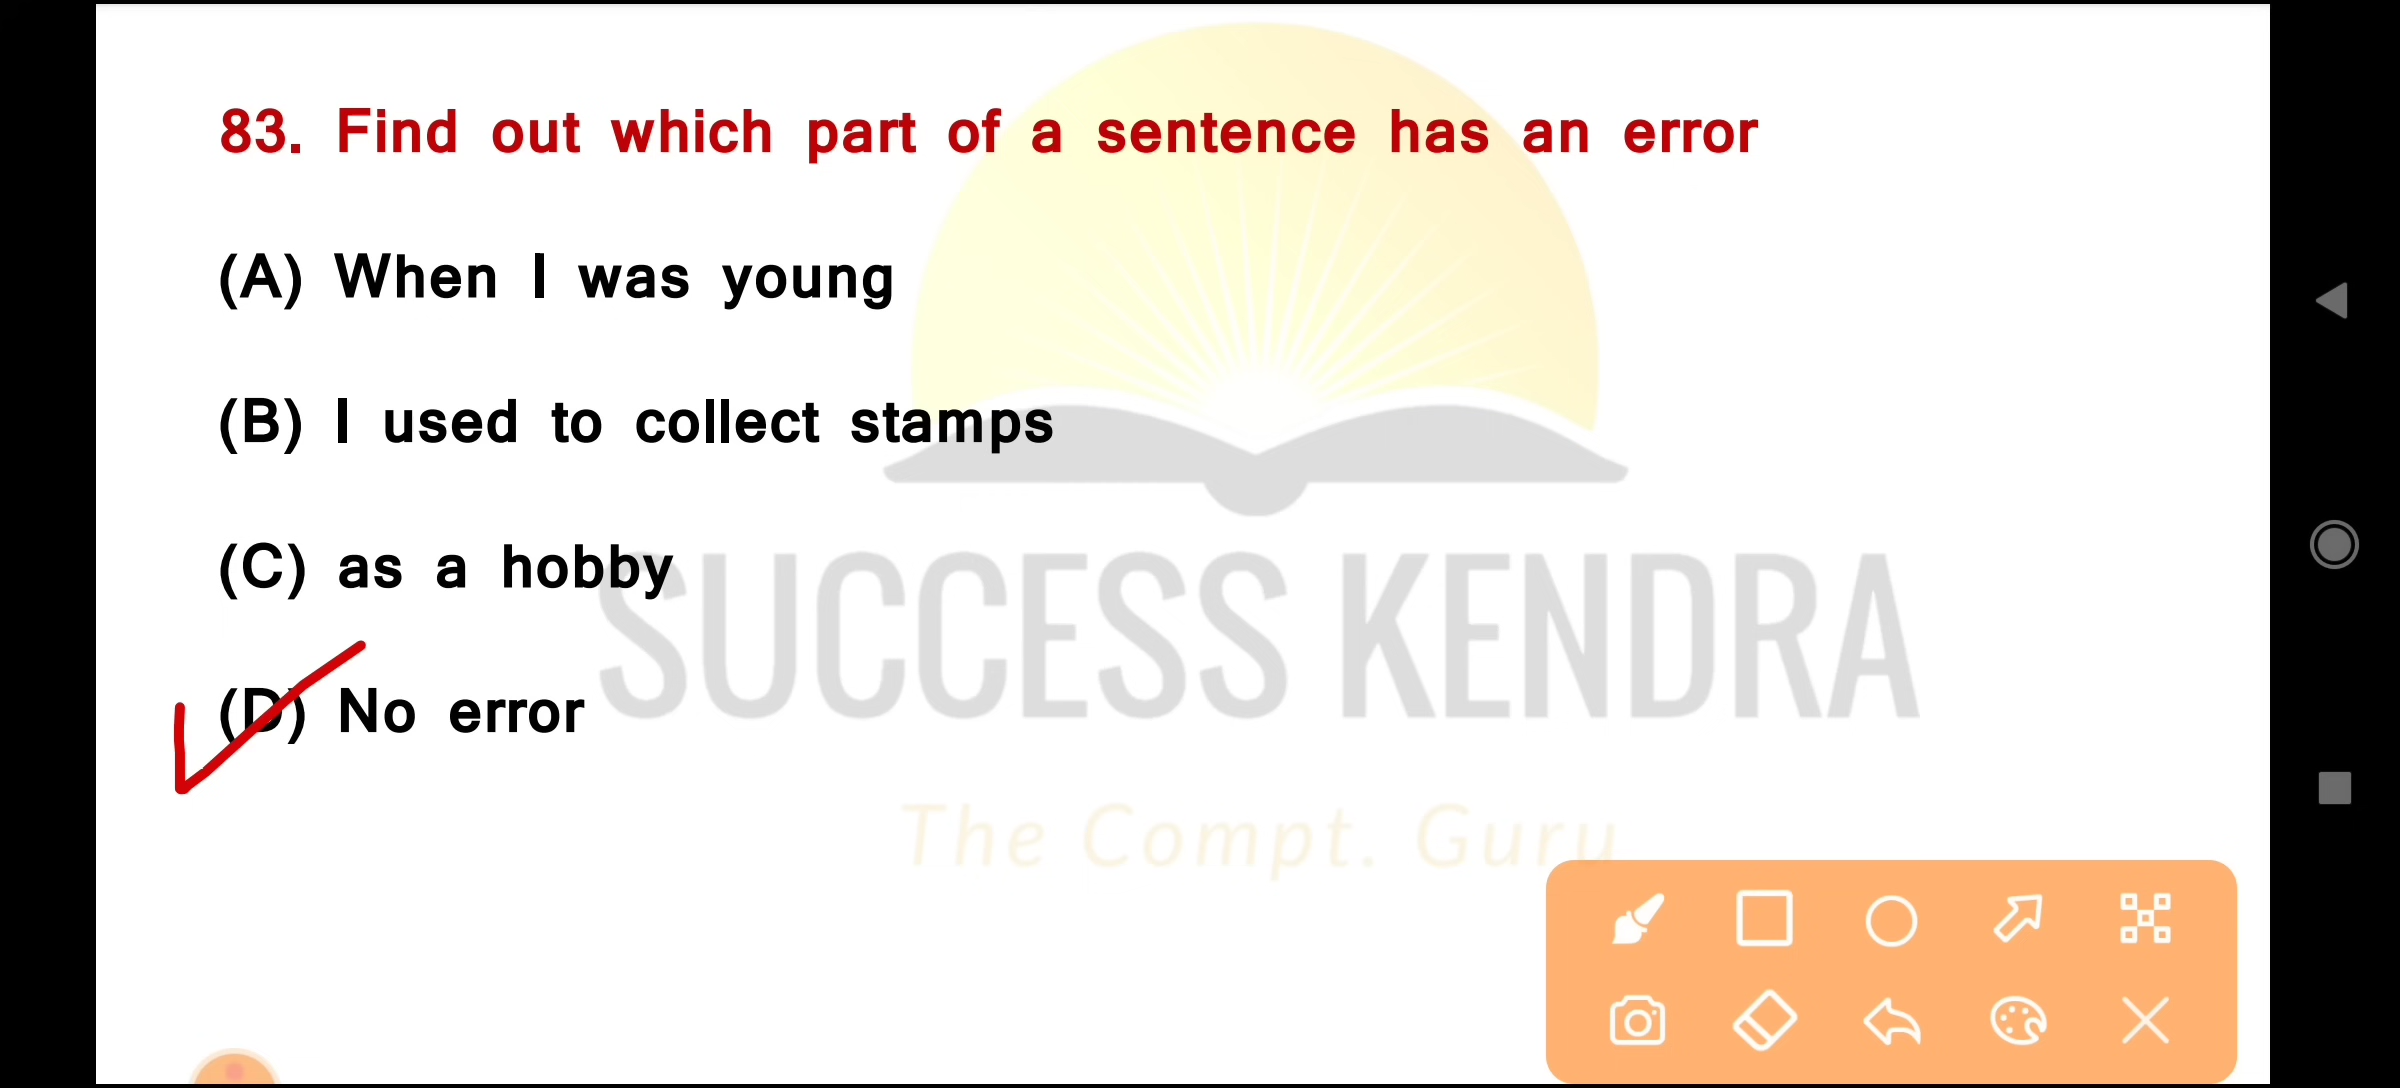 83. Find out which part of a sentence has an error
(A) When I was young
(B) I used to collect stamps
(C) as a hobby
(D) No error
SUCCESS KENDRA
The Compt. Guru